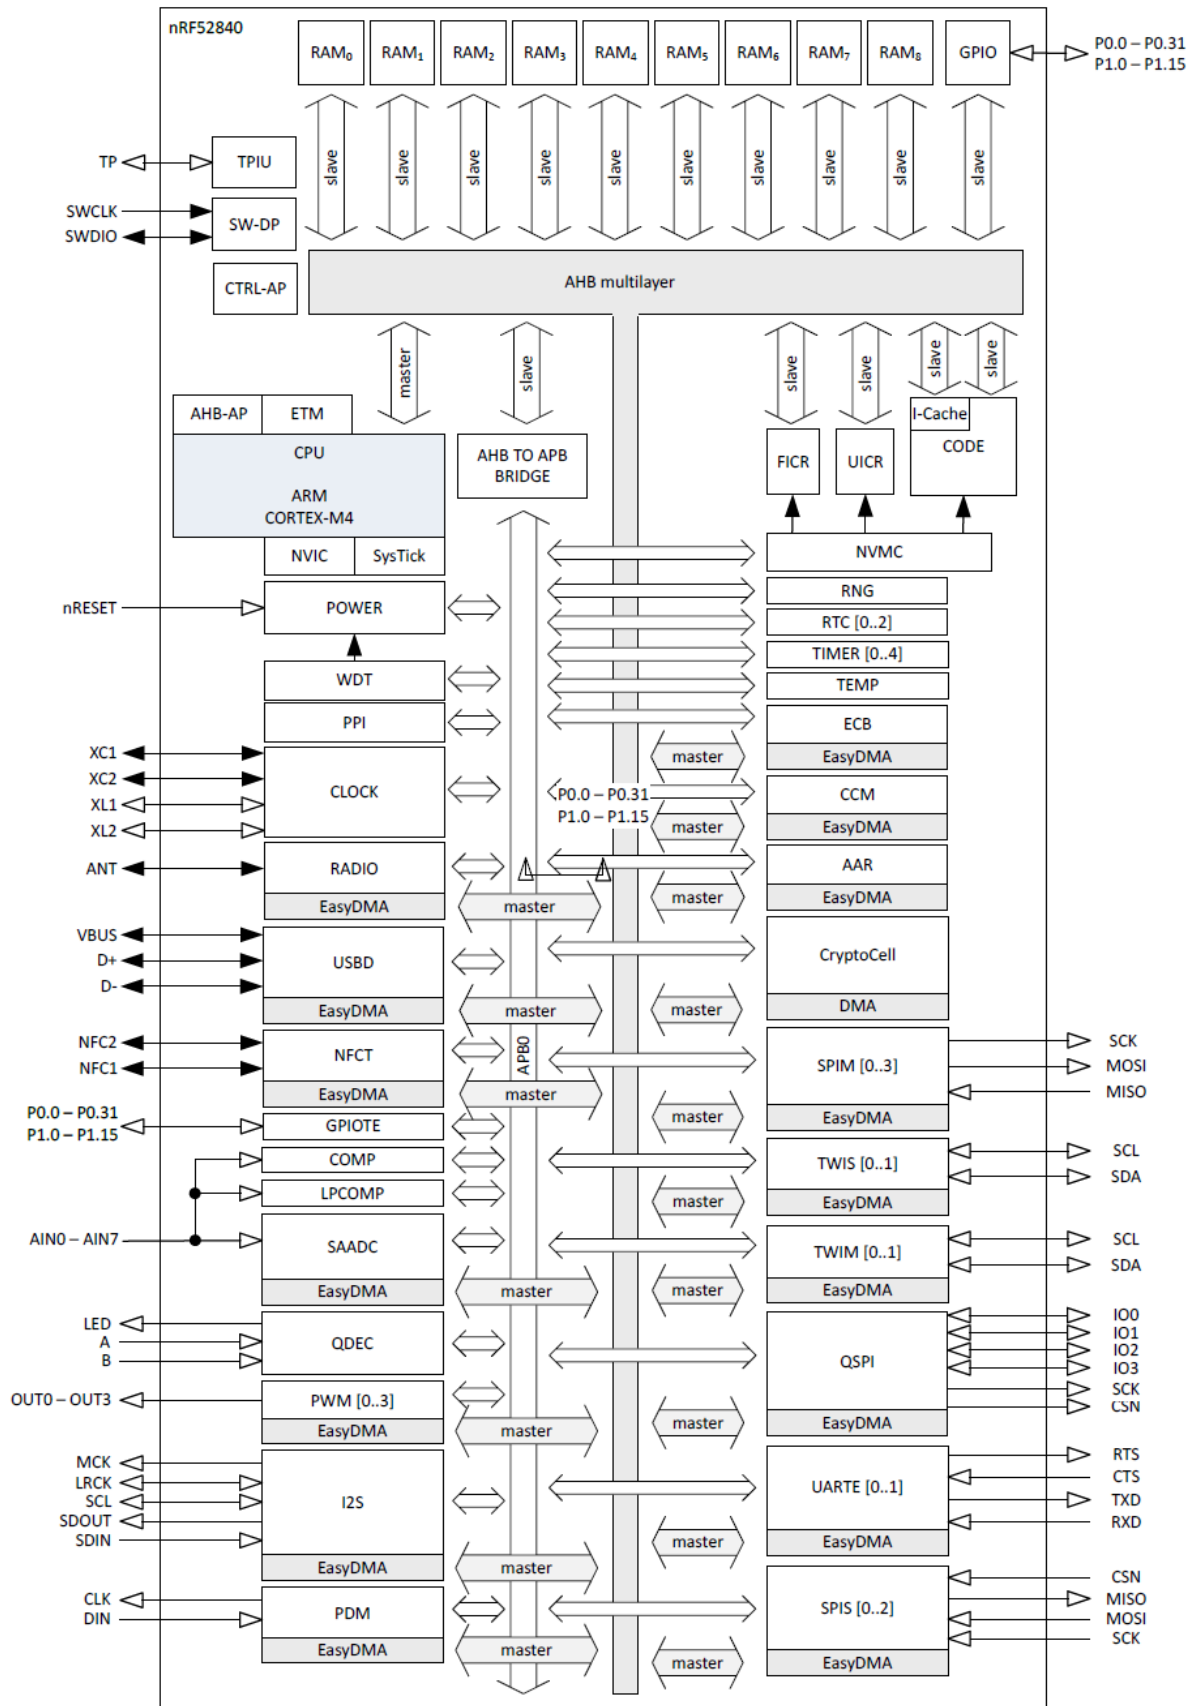 nRF52840
RAM0
RAM1
RAM2
RAM3
RAM4
RAM5
RAM6
RAM7
RAM8
GPIO
P0.0 – P0.31
P1.0 – P1.15
slave
slave
slave
slave
slave
slave
slave
slave
slave
slave
TP
TPIU
SWCLK
SWDIO
SW-DP
CTRL-AP
AHB multilayer
master
slave
slave
slave
slave
slave
AHB-AP
ETM
CPU
ARM
CORTEX-M4
NVIC
SysTick
AHB TO APB
BRIDGE
FICR
UICR
I-Cache
CODE
NVMC
nRESET
POWER
RNG
RTC [0..2]
WDT
TIMER [0..4]
TEMP
PPI
ECB
master
EasyDMA
XC1
XC2
XL1
XL2
CLOCK
P0.0 – P0.31
P1.0 – P1.15
CCM
master
EasyDMA
ANT
RADIO
EasyDMA
master
AAR
master
EasyDMA
VBUS
D+
D-
USBD
EasyDMA
master
CryptoCell
master
DMA
NFC2
NFC1
NFCT
EasyDMA
APB0
master
SPIM [0..3]
master
EasyDMA
SCK
MOSI
MISO
P0.0 – P0.31
P1.0 – P1.15
GPIOTE
COMP
LPCOMP
TWIS [0..1]
master
EasyDMA
SCL
SDA
AIN0 – AIN7
SAADC
EasyDMA
master
TWIM [0..1]
master
EasyDMA
SCL
SDA
LED
A
B
QDEC
QSPI
IO0
IO1
IO2
IO3
SCK
CSN
OUT0 – OUT3
PWM [0..3]
EasyDMA
master
master
EasyDMA
MCK
LRCK
SCL
SDOUT
SDIN
I2S
EasyDMA
master
UARTE [0..1]
master
EasyDMA
RTS
CTS
TXD
RXD
CLK
DIN
PDM
EasyDMA
master
SPIS [0..2]
master
EasyDMA
CSN
MISO
MOSI
SCK